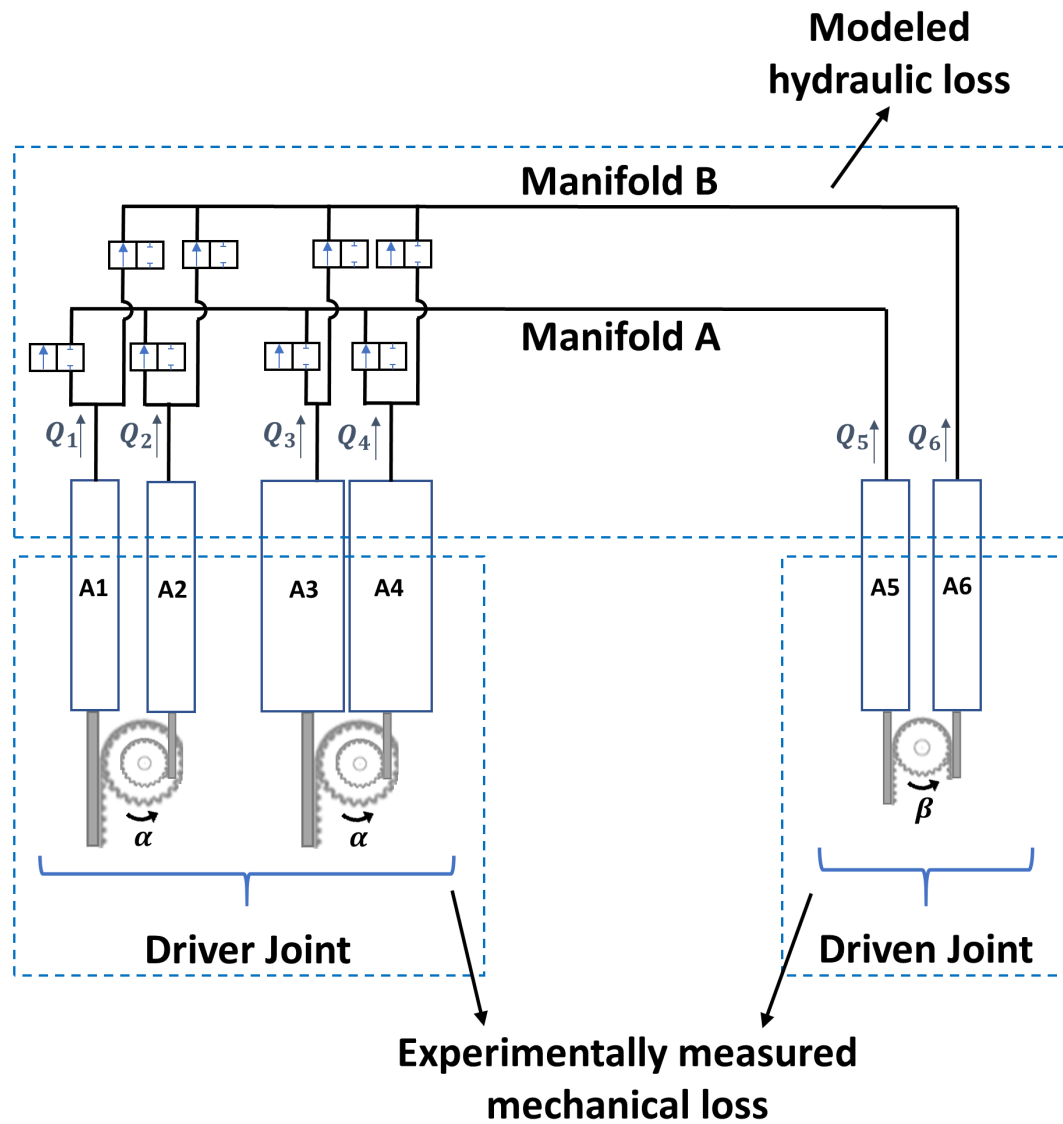 Modeled
hydraulic loss
Manifold B
Manifold A
Q₁
Q₂
Q₃
Q₄
Q₅
Q₆
A1
A2
A3
A4
A5
A6
α
α
β
Driver Joint
Driven Joint
Experimentally measured
mechanical loss